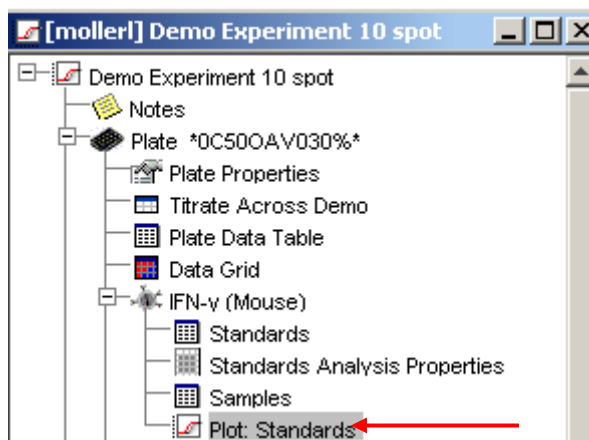 [mollerl] Demo Experiment 10 spot
Demo Experiment 10 spot
Notes
Plate *0C50OAV030%*
Plate Properties
Titrate Across Demo
Plate Data Table
Data Grid
IFN-γ (Mouse)
Standards
Standards Analysis Properties
Samples
Plot: Standards